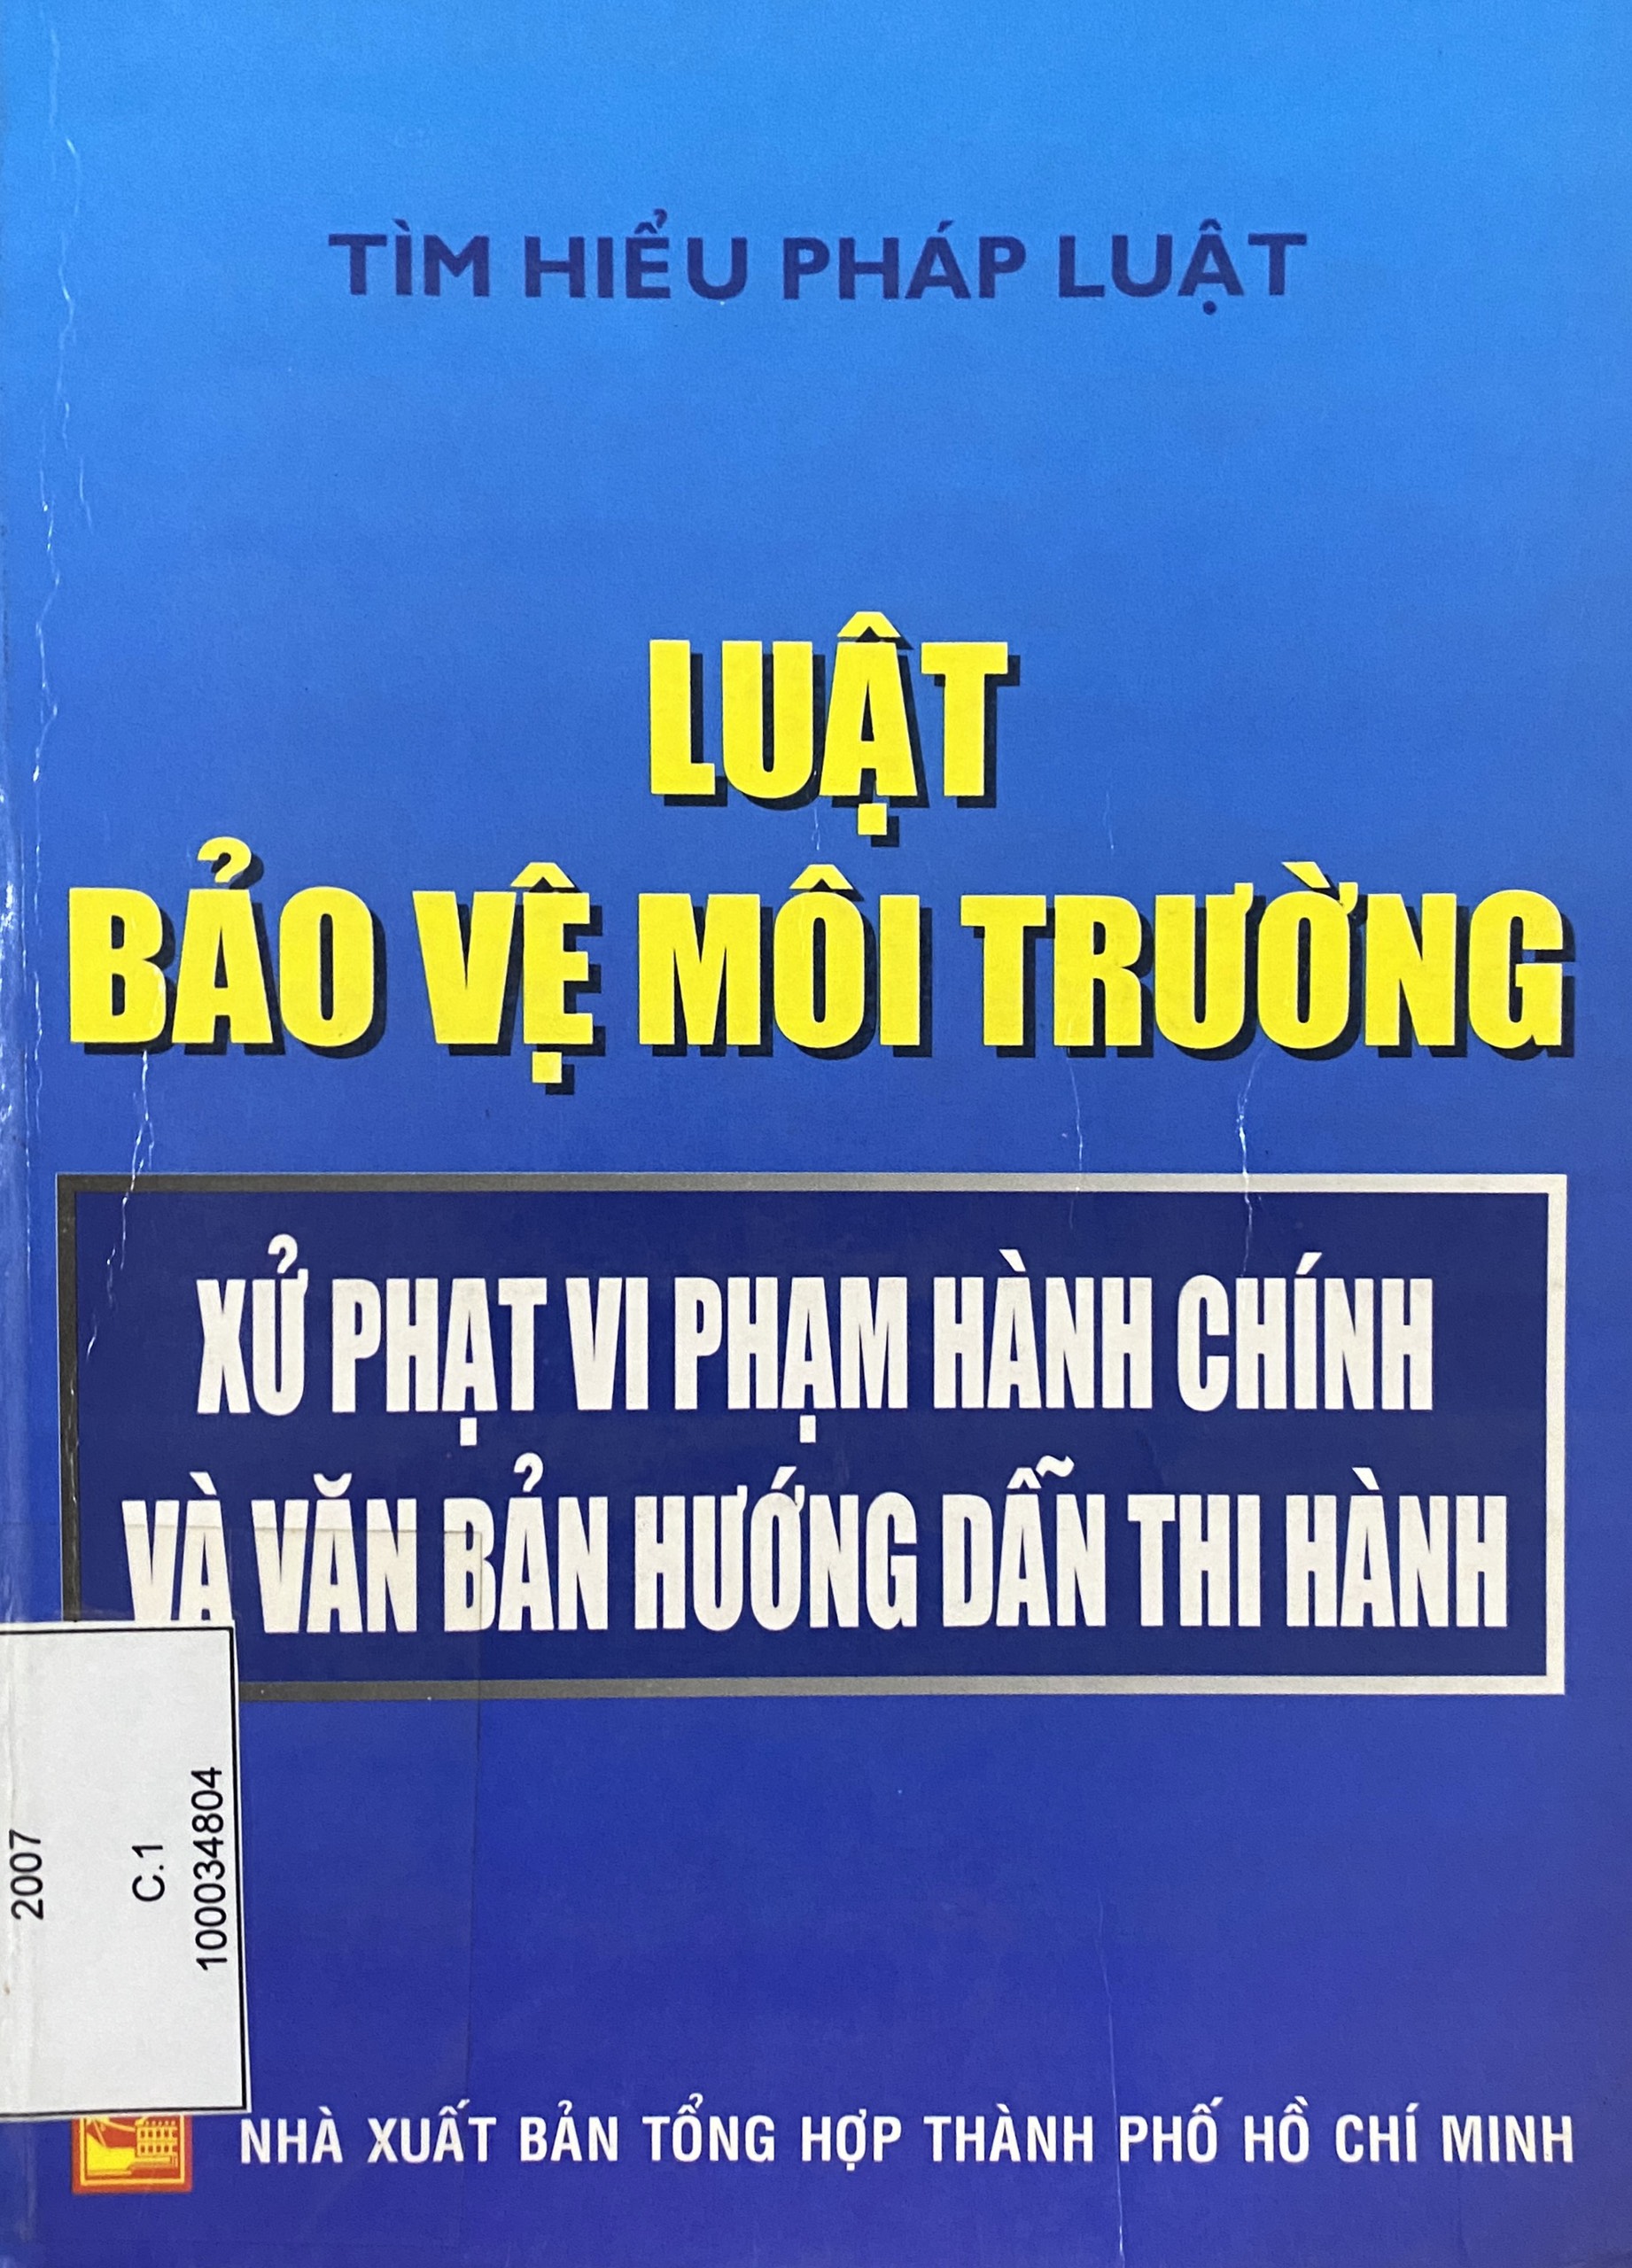 TÌM HIỂU PHÁP LUẬT
LUẬT
BẢO VỆ MÔI TRƯỜNG
XỬ PHẠT VI PHẠM HÀNH CHÍNH
VÀ VĂN BẢN HƯỚNG DẪN THI HÀNH
2007
C.1
100034804
NHÀ XUẤT BẢN TỔNG HỢP THÀNH PHỐ HỒ CHÍ MINH